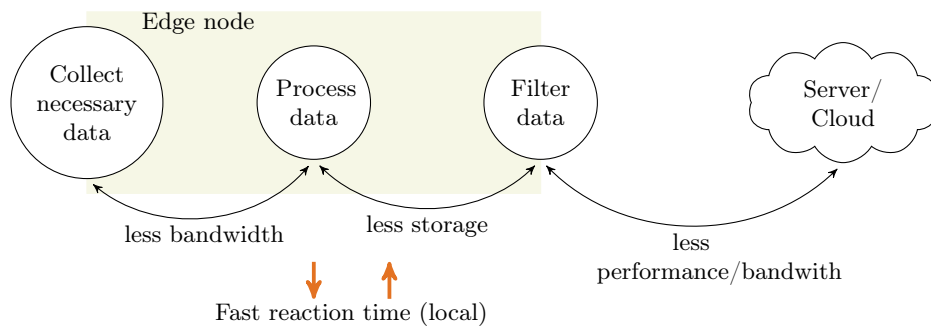 Edge node
Collect
necessary
data
Process
data
Filter
data
Server/
Cloud
less bandwidth
less storage
less
performance/bandwith
Fast reaction time (local)